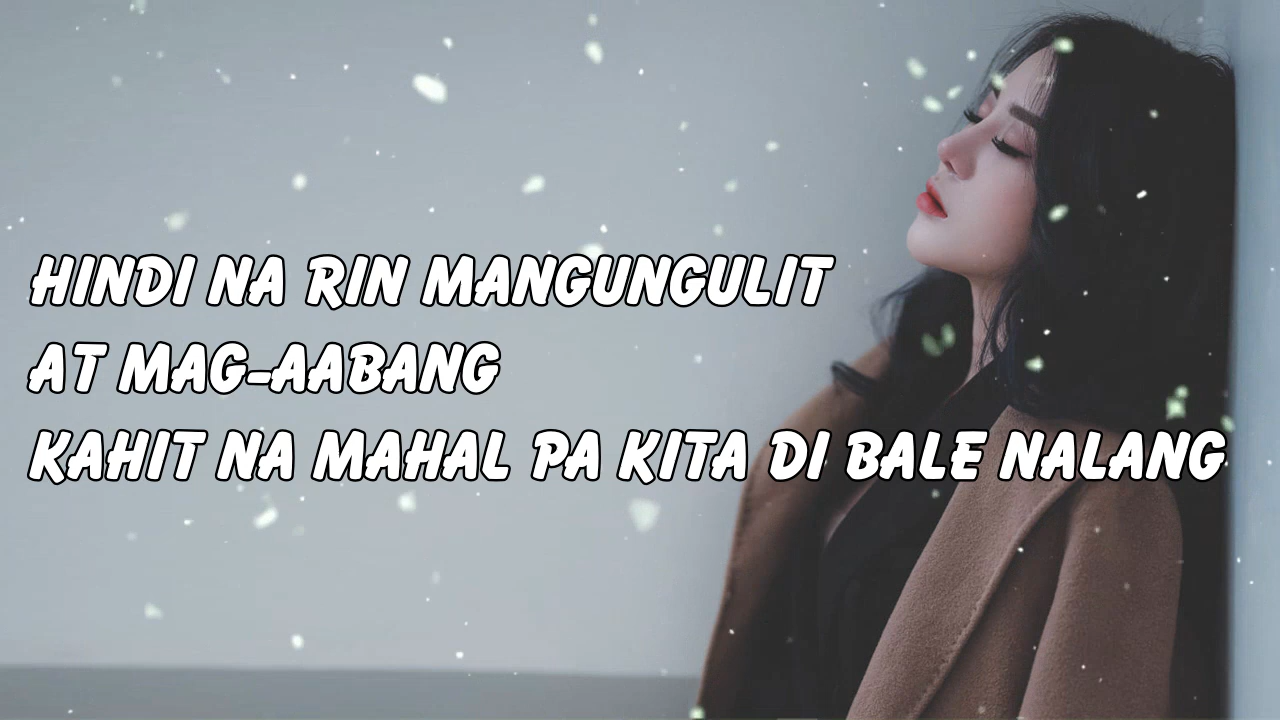 HINDI NA RIN MANGUNGULIT
AT MAG-AABANG
KAHIT NA MAHAL PA KITA DI BALE NALANG